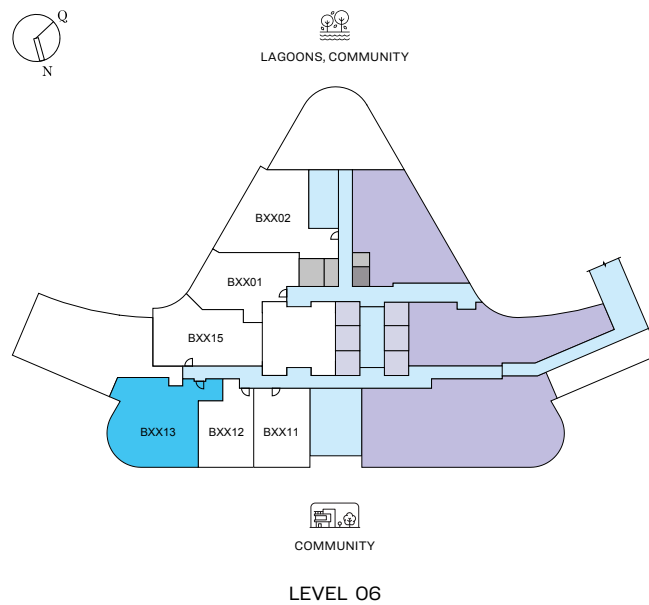 Q
N
LAGOONS, COMMUNITY
BXX02
BXX01
BXX15
BXX13
BXX12
BXX11
COMMUNITY
LEVEL 06